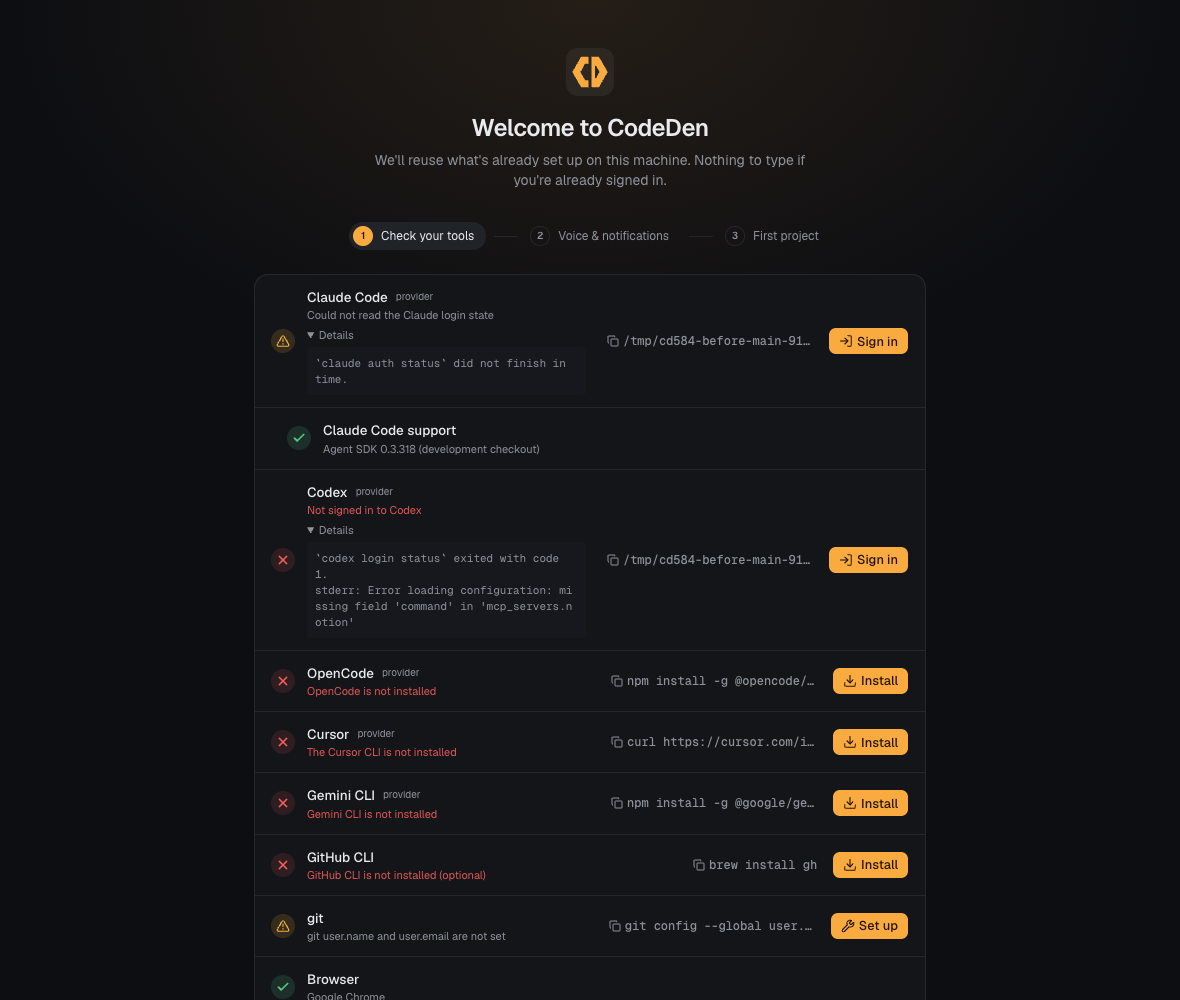 Welcome to CodeDen
We'll reuse what's already set up on this machine. Nothing to type if
you're already signed in.
1 Check your tools
2 Voice & notifications
3 First project
Claude Code provider
Could not read the Claude login state
▼ Details
`claude auth status` did not finish in
time.
/tmp/cd584-before-main-91…
Sign in
Claude Code support
Agent SDK 0.3.318 (development checkout)
Codex provider
Not signed in to Codex
▼ Details
`codex login status` exited with code
1.
stderr: Error loading configuration: mi
ssing field 'command' in 'mcp_servers.n
otion'
/tmp/cd584-before-main-91…
Sign in
OpenCode provider
OpenCode is not installed
npm install -g @opencode/…
Install
Cursor provider
The Cursor CLI is not installed
curl https://cursor.com/i…
Install
Gemini CLI provider
Gemini CLI is not installed
npm install -g @google/ge…
Install
GitHub CLI
GitHub CLI is not installed (optional)
brew install gh
Install
git
git user.name and user.email are not set
git config --global user.…
Set up
Browser
Google Chrome